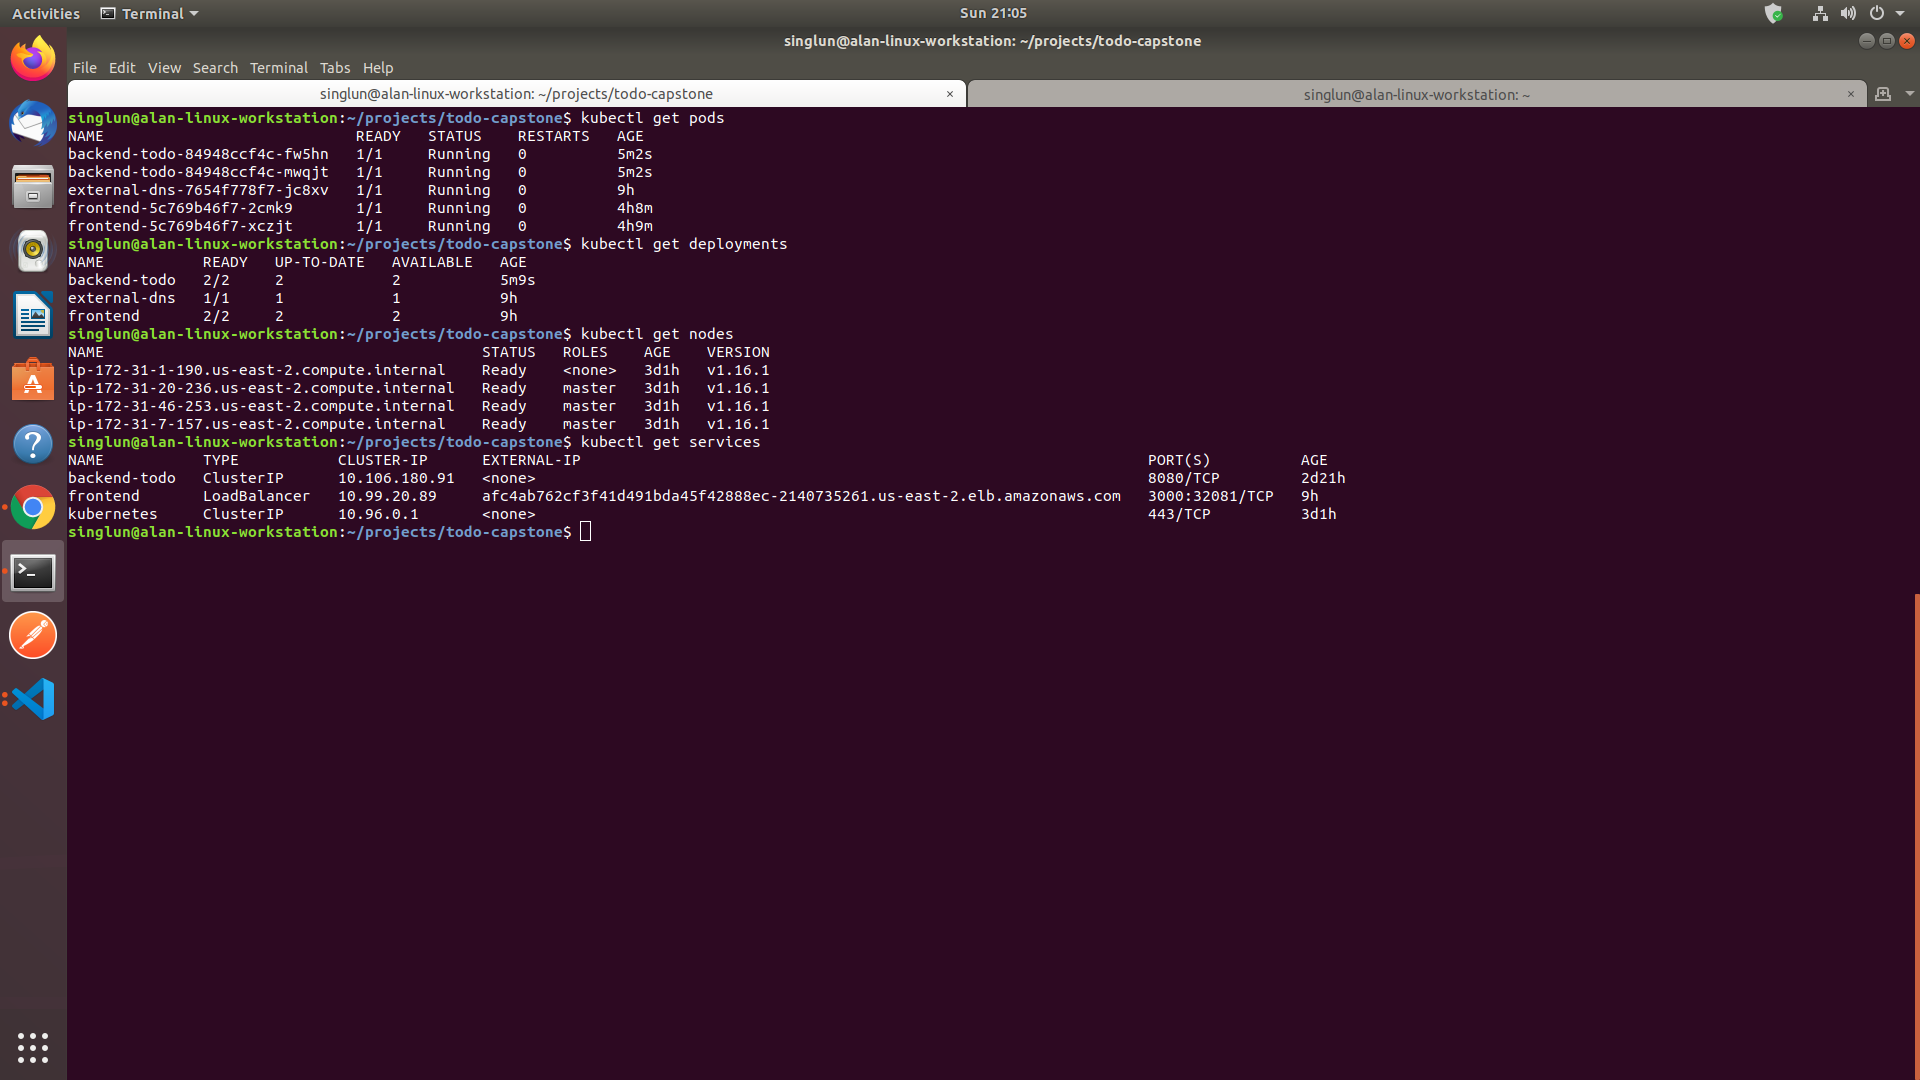 Activities Terminal Sun 21:05
singlun@alan-linux-workstation: ~/projects/todo-capstone
File Edit View Search Terminal Tabs Help
singlun@alan-linux-workstation: ~/projects/todo-capstone × singlun@alan-linux-workstation: ~ ×
singlun@alan-linux-workstation:~/projects/todo-capstone$ kubectl get pods
NAME READY STATUS RESTARTS AGE
backend-todo-84948ccf4c-fw5hn 1/1 Running 0 5m2s
backend-todo-84948ccf4c-mwqjt 1/1 Running 0 5m2s
external-dns-7654f778f7-jc8xv 1/1 Running 0 9h
frontend-5c769b46f7-2cmk9 1/1 Running 0 4h8m
frontend-5c769b46f7-xczjt 1/1 Running 0 4h9m
singlun@alan-linux-workstation:~/projects/todo-capstone$ kubectl get deployments
NAME READY UP-TO-DATE AVAILABLE AGE
backend-todo 2/2 2 2 5m9s
external-dns 1/1 1 1 9h
frontend 2/2 2 2 9h
singlun@alan-linux-workstation:~/projects/todo-capstone$ kubectl get nodes
NAME STATUS ROLES AGE VERSION
ip-172-31-1-190.us-east-2.compute.internal Ready <none> 3d1h v1.16.1
ip-172-31-20-236.us-east-2.compute.internal Ready master 3d1h v1.16.1
ip-172-31-46-253.us-east-2.compute.internal Ready master 3d1h v1.16.1
ip-172-31-7-157.us-east-2.compute.internal Ready master 3d1h v1.16.1
singlun@alan-linux-workstation:~/projects/todo-capstone$ kubectl get services
NAME TYPE CLUSTER-IP EXTERNAL-IP PORT(S) AGE
backend-todo ClusterIP 10.106.180.91 <none> 8080/TCP 2d21h
frontend LoadBalancer 10.99.20.89 afc4ab762cf3f41d491bda45f42888ec-2140735261.us-east-2.elb.amazonaws.com 3000:32081/TCP 9h
kubernetes ClusterIP 10.96.0.1 <none> 443/TCP 3d1h
singlun@alan-linux-workstation:~/projects/todo-capstone$